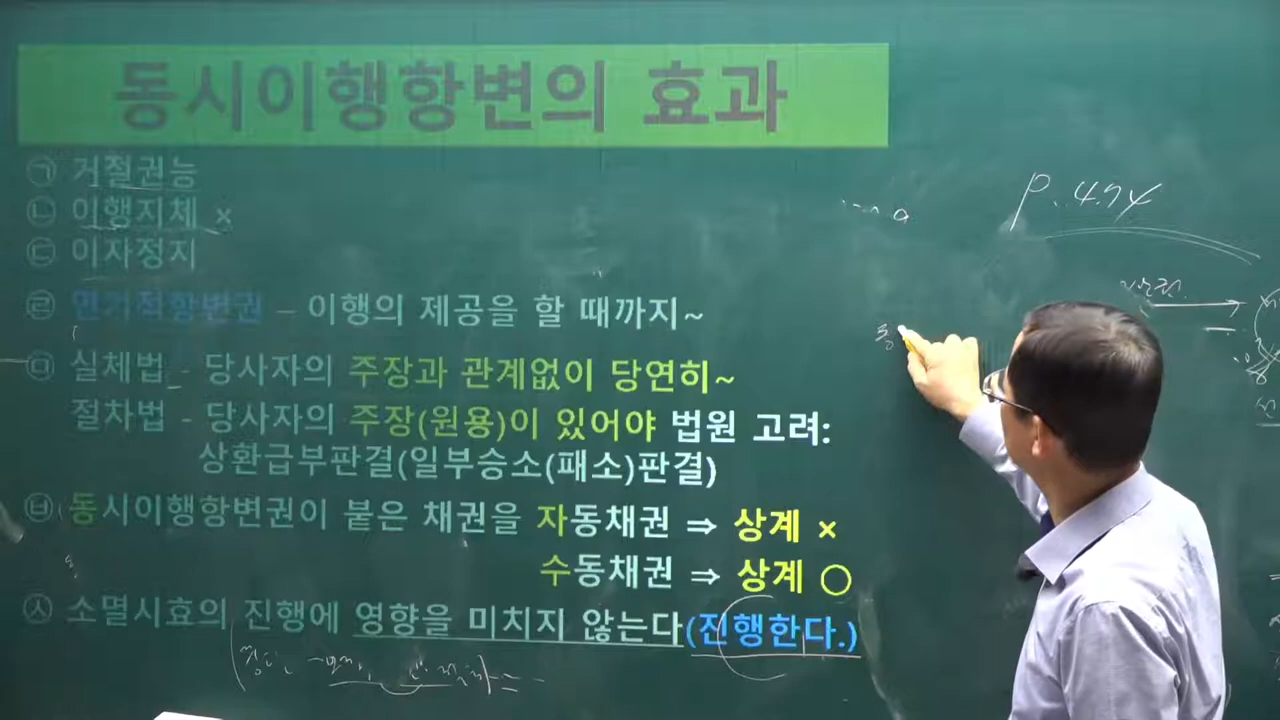 동시이행항변의 효과
㉠ 거절권능
㉡ 이행지체 ×
㉢ 이자정지
㉣ 연기적항변권 – 이행의 제공을 할 때까지~
㉤ 실체법 - 당사자의 주장과 관계없이 당연히~
절차법 - 당사자의 주장(원용)이 있어야 법원 고려:
상환급부판결(일부승소(패소)판결)
㉥ 동시이행항변권이 붙은 채권을 자동채권 ⇒ 상계 ×
수동채권 ⇒ 상계 ○
㉦ 소멸시효의 진행에 영향을 미치지 않는다(진행한다.)
동